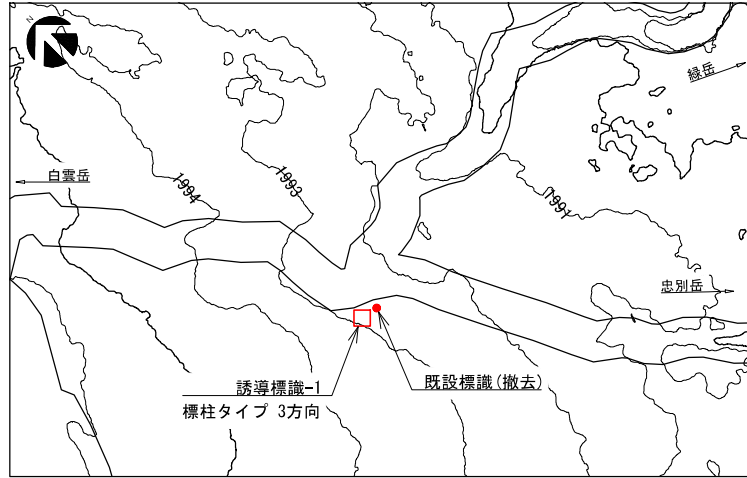 N
緑岳
白雲岳
1994
1993
1991
忠別岳
誘導標識-1
標柱タイプ 3方向
既設標識(撤去)